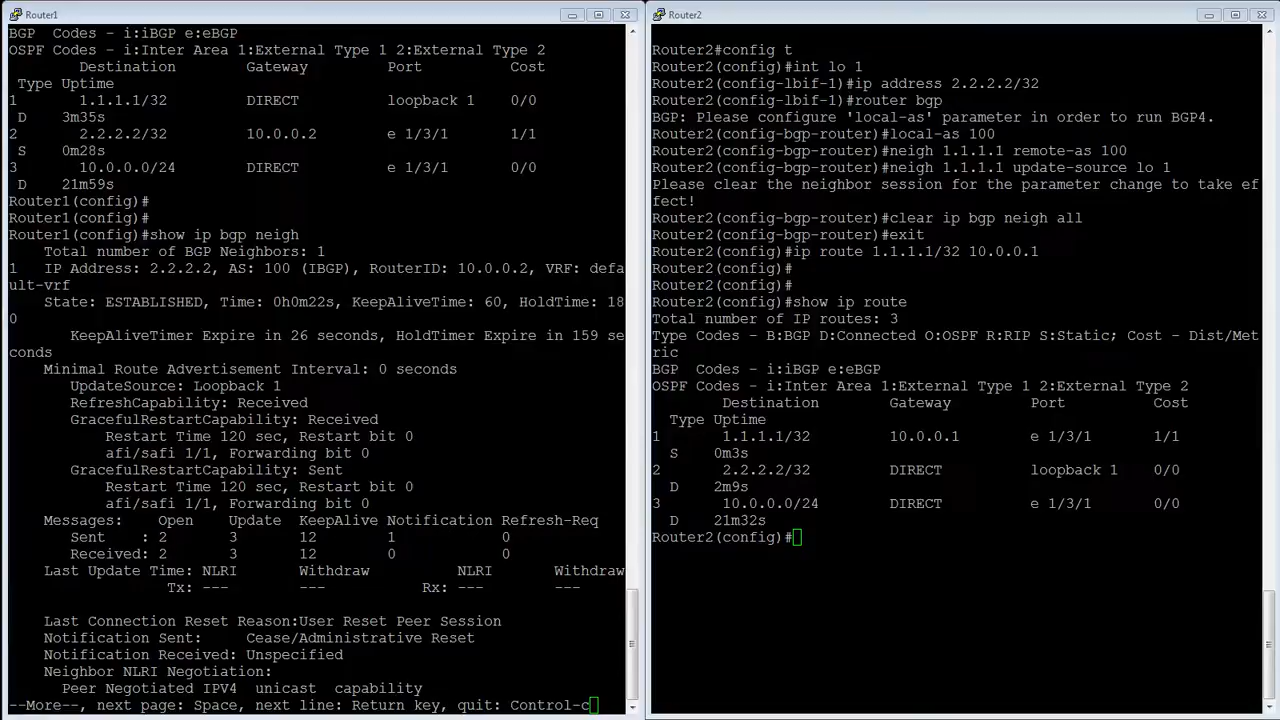 Router1
BGP  Codes - i:iBGP e:eBGP
OSPF Codes - i:Inter Area 1:External Type 1 2:External Type 2
        Destination        Gateway         Port          Cost
 Type Uptime
1       1.1.1.1/32         DIRECT          loopback 1    0/0
 D    3m35s
2       2.2.2.2/32         10.0.0.2        e 1/3/1       1/1
 S    0m28s
3       10.0.0.0/24        DIRECT          e 1/3/1       0/0
 D    21m59s
Router1(config)#
Router1(config)#
Router1(config)#show ip bgp neigh
    Total number of BGP Neighbors: 1
1   IP Address: 2.2.2.2, AS: 100 (IBGP), RouterID: 10.0.0.2, VRF: defa
ult-vrf
    State: ESTABLISHED, Time: 0h0m22s, KeepAliveTime: 60, HoldTime: 18
0
       KeepAliveTimer Expire in 26 seconds, HoldTimer Expire in 159 se
conds
    Minimal Route Advertisement Interval: 0 seconds
       UpdateSource: Loopback 1
       RefreshCapability: Received
       GracefulRestartCapability: Received
           Restart Time 120 sec, Restart bit 0
           afi/safi 1/1, Forwarding bit 0
       GracefulRestartCapability: Sent
           Restart Time 120 sec, Restart bit 0
           afi/safi 1/1, Forwarding bit 0
    Messages:    Open    Update  KeepAlive Notification Refresh-Req
       Sent    : 2       3       12        1            0
       Received: 2       3       12        0            0
    Last Update Time: NLRI       Withdraw          NLRI       Withdraw
                  Tx: ---        ---           Rx: ---        ---
    Last Connection Reset Reason:User Reset Peer Session
    Notification Sent:     Cease/Administrative Reset
    Notification Received: Unspecified
    Neighbor NLRI Negotiation:
      Peer Negotiated IPV4  unicast  capability
--More--, next page: Space, next line: Return key, quit: Control-c
Router2
Router2#config t
Router2(config)#int lo 1
Router2(config-lbif-1)#ip address 2.2.2.2/32
Router2(config-lbif-1)#router bgp
BGP: Please configure 'local-as' parameter in order to run BGP4.
Router2(config-bgp-router)#local-as 100
Router2(config-bgp-router)#neigh 1.1.1.1 remote-as 100
Router2(config-bgp-router)#neigh 1.1.1.1 update-source lo 1
Please clear the neighbor session for the parameter change to take ef
fect!
Router2(config-bgp-router)#clear ip bgp neigh all
Router2(config-bgp-router)#exit
Router2(config)#ip route 1.1.1.1/32 10.0.0.1
Router2(config)#
Router2(config)#
Router2(config)#show ip route
Total number of IP routes: 3
Type Codes - B:BGP D:Connected O:OSPF R:RIP S:Static; Cost - Dist/Met
ric
BGP  Codes - i:iBGP e:eBGP
OSPF Codes - i:Inter Area 1:External Type 1 2:External Type 2
        Destination        Gateway         Port          Cost
 Type Uptime
1       1.1.1.1/32         10.0.0.1        e 1/3/1       1/1
 S    0m3s
2       2.2.2.2/32         DIRECT          loopback 1    0/0
 D    2m9s
3       10.0.0.0/24        DIRECT          e 1/3/1       0/0
 D    21m32s
Router2(config)#